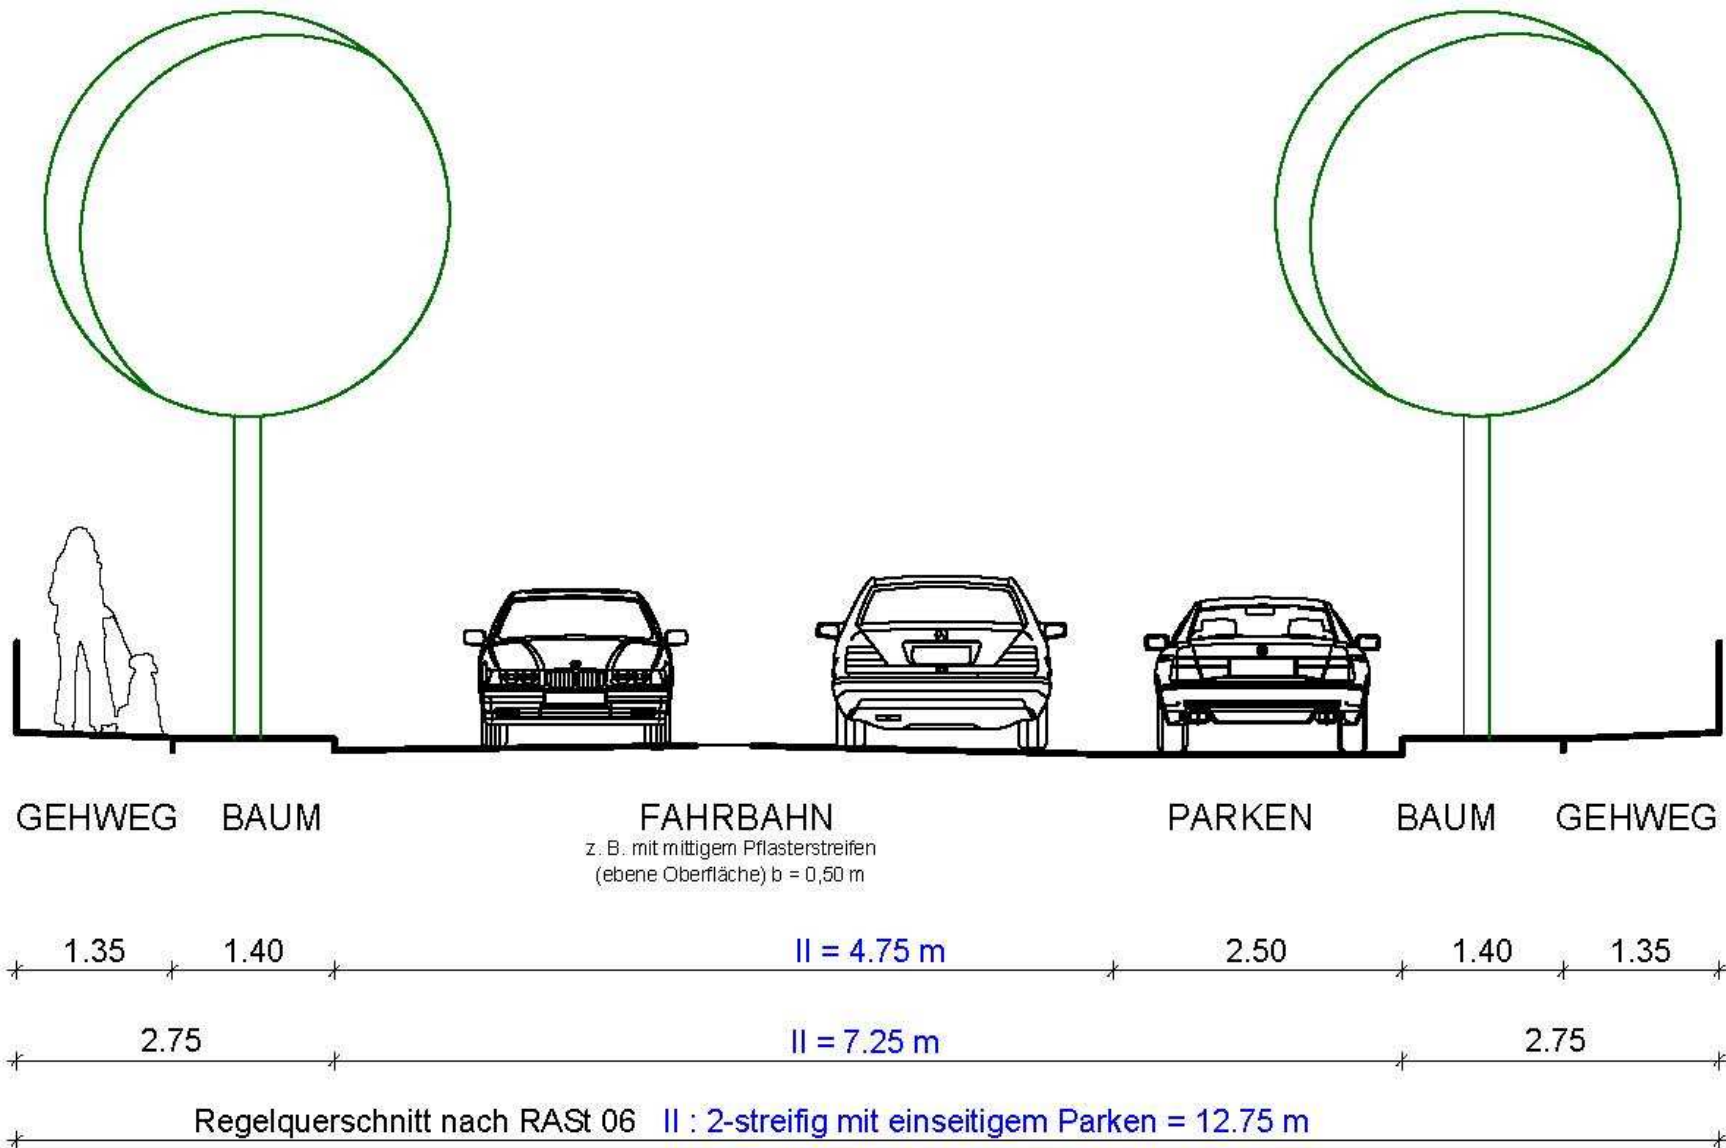 GEHWEG BAUM FAHRBAHN PARKEN BAUM GEHWEG
z. B. mit mittigem Pflasterstreifen
(ebene Oberfläche) b = 0,50 m
1.35 1.40 II = 4.75 m 2.50 1.40 1.35
2.75 II = 7.25 m 2.75
Regelquerschnitt nach RASt 06 II : 2-streifig mit einseitigem Parken = 12.75 m